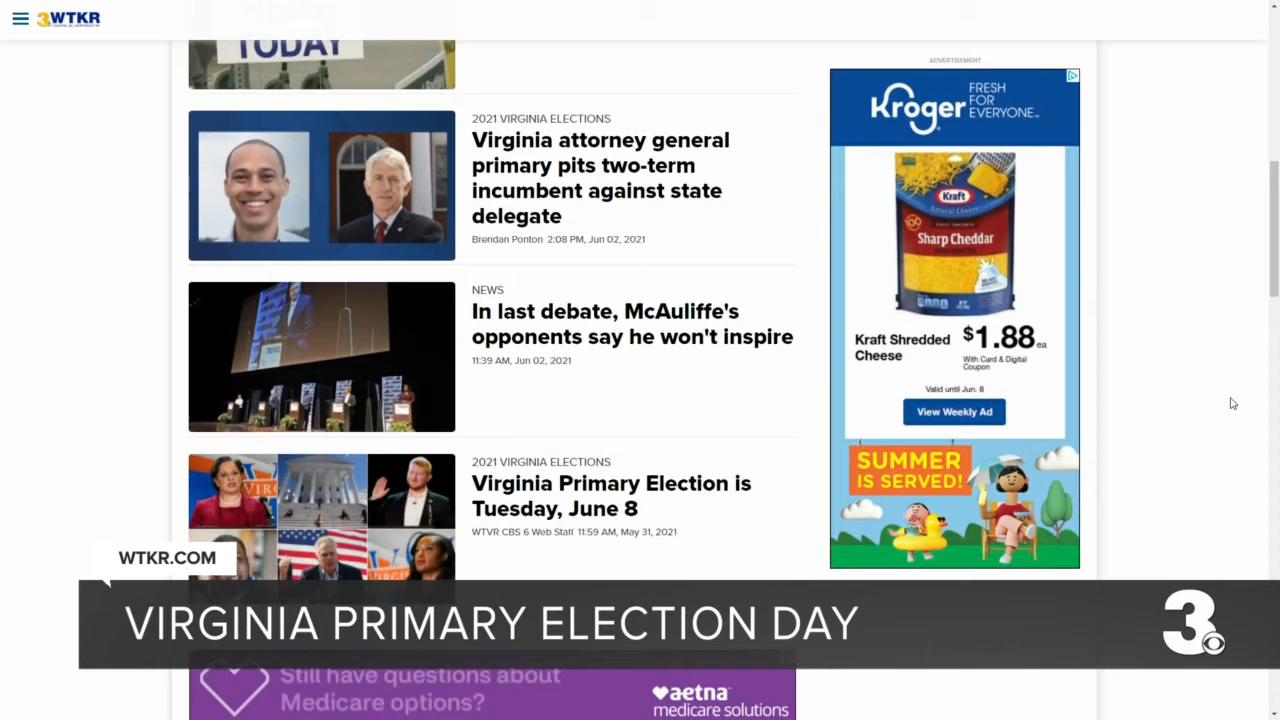 3WTKR
TODAY
2021 VIRGINIA ELECTIONS
Virginia attorney general
primary pits two-term
incumbent against state
delegate
Brendan Ponton 2:08 PM, Jun 02, 2021
NEWS
In last debate, McAuliffe's
opponents say he won't inspire
11:39 AM, Jun 02, 2021
2021 VIRGINIA ELECTIONS
Virginia Primary Election is
Tuesday, June 8
WTVR CBS 6 Web Staff 11:59 AM, May 31, 2021
ADVERTISEMENT
Kroger
FRESH
FOR
EVERYONE™
Kraft
Natural Cheese
Sharp Cheddar
Kraft Shredded
Cheese
$1.88 ea
With Card & Digital
Coupon
Valid until Jun. 8
View Weekly Ad
SUMMER
IS SERVED!
WTKR.COM
VIRGINIA PRIMARY ELECTION DAY
3
Still have questions about
Medicare options?
aetna™
medicare solutions